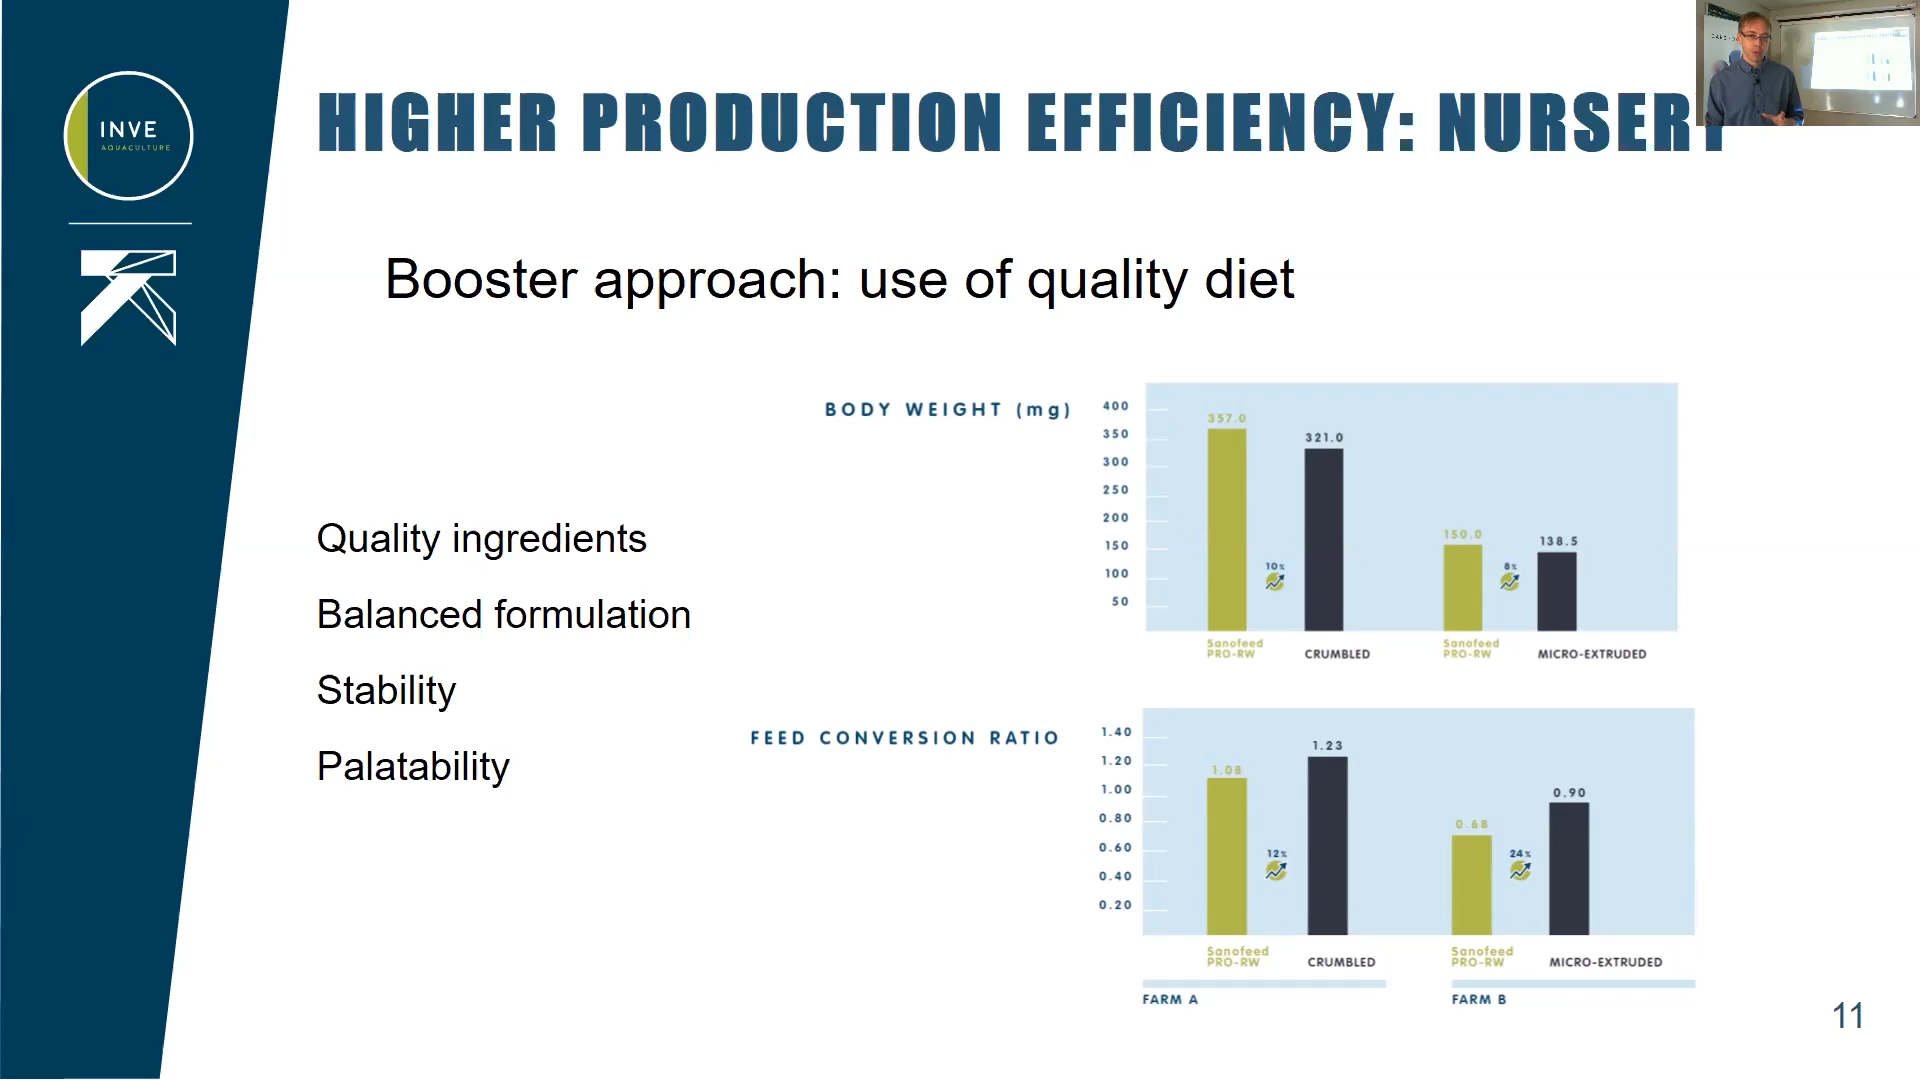 INVE
AQUACULTURE
HIGHER PRODUCTION EFFICIENCY: NURSERY
Booster approach: use of quality diet
Quality ingredients
Balanced formulation
Stability
Palatability
BODY WEIGHT (mg)
400
350
300
250
200
150
100
50
357.0
321.0
150.0
138.5
10%
8%
Sanofeed
PRO-RW
CRUMBLED
Sanofeed
PRO-RW
MICRO-EXTRUDED
FEED CONVERSION RATIO
1.40
1.20
1.00
0.80
0.60
0.40
0.20
1.08
1.23
0.68
0.90
12%
24%
Sanofeed
PRO-RW
CRUMBLED
Sanofeed
PRO-RW
MICRO-EXTRUDED
FARM A
FARM B
11